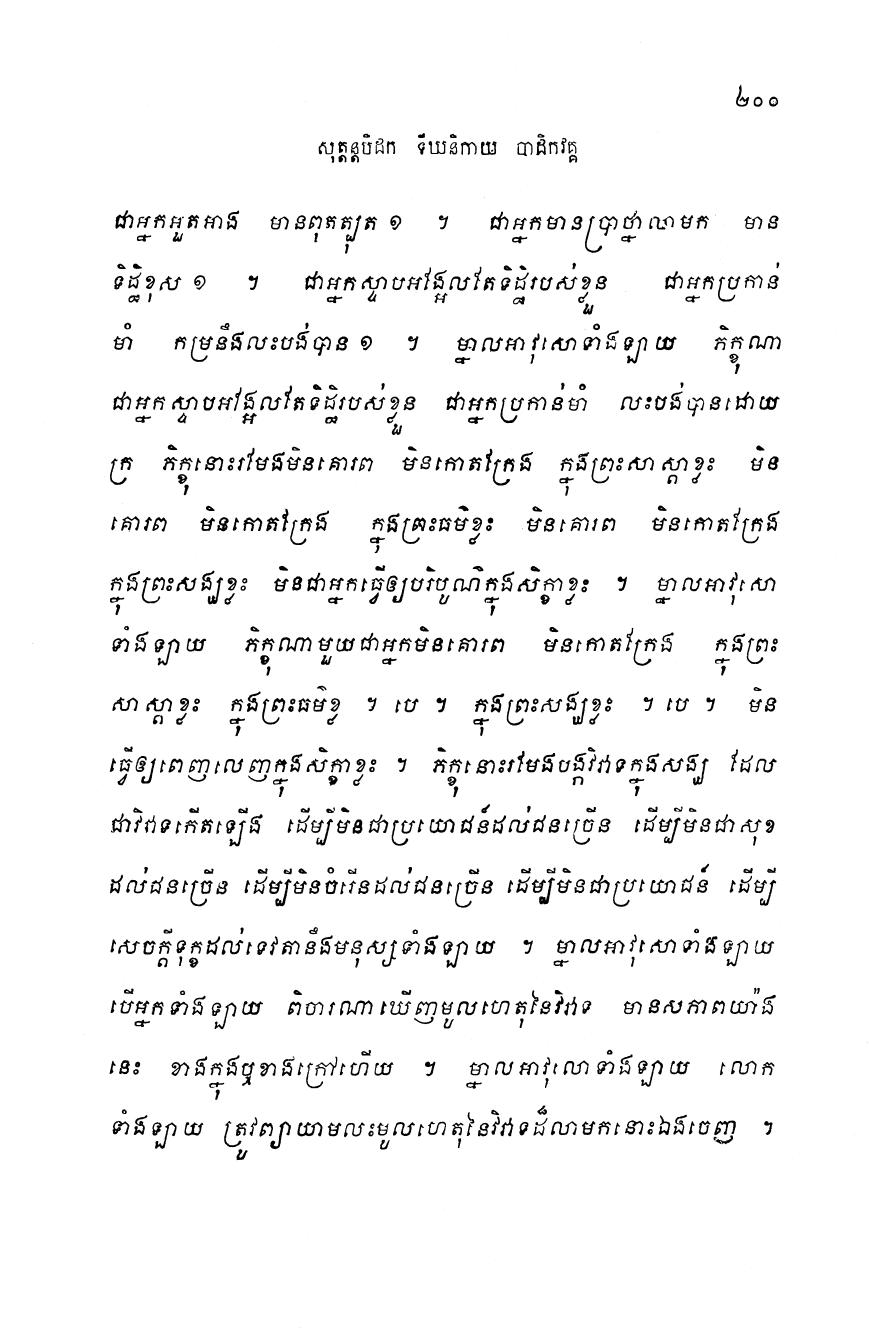 ២០០
សុត្តន្តបិដក ទីឃនិកាយ បាដិកវគ្គ
ជាអ្នកអួតអាង មានពុតត្បុត ១ ។ ជាអ្នកមានប្រាថ្នាលាមក មាន
ទិដ្ឋិខុស ១ ។ ជាអ្នកស្ទាបអង្អែលតែទិដ្ឋិរបស់ខ្លួន ជាអ្នកប្រកាន់
មាំ កម្រនឹងលះបង់បាន ១ ។ ម្នាលអាវុសោទាំងឡាយ ភិក្ខុណា
ជាអ្នកស្ទាបអង្អែលតែទិដ្ឋិរបស់ខ្លួន ជាអ្នកប្រកាន់មាំ លះបង់បានដោយ
ក្រ ភិក្ខុនោះរមែងមិនគោរព មិនកោតក្រែង ក្នុងព្រះសាស្តាខ្លះ មិន
គោរព មិនកោតក្រែង ក្នុងព្រះធម៌ខ្លះ មិនគោរព មិនកោតក្រែង
ក្នុងព្រះសង្ឃខ្លះ មិនជាអ្នកធ្វើឲ្យបរិបូណ៌ក្នុងសិក្ខាខ្លះ ។ ម្នាលអាវុសោ
ទាំងឡាយ ភិក្ខុណាមួយជាអ្នកមិនគោរព មិនកោតក្រែង ក្នុងព្រះ
សាស្តាខ្លះ ក្នុងព្រះធម៌ខ្លះ ។ បេ ។ ក្នុងព្រះសង្ឃខ្លះ ។ បេ ។ មិន
ធ្វើឲ្យពេញលេញក្នុងសិក្ខាខ្លះ ។ ភិក្ខុនោះរមែងបង្កវិវាទក្នុងសង្ឃ ដែល
ជាវិវាទកើតឡើង ដើម្បីមិនជាប្រយោជន៍ដល់ជនច្រើន ដើម្បីមិនជាសុខ
ដល់ជនច្រើន ដើម្បីមិនចំរើនដល់ជនច្រើន ដើម្បីមិនជាប្រយោជន៍ ដើម្បី
សេចក្តីទុក្ខដល់ទេវតានឹងមនុស្សទាំងឡាយ ។ ម្នាលអាវុសោទាំងឡាយ
បើអ្នកទាំងឡាយ ពិចារណាឃើញមូលហេតុនៃវិវាទ មានសភាពយ៉ាង
នេះ ខាងក្នុងឬខាងក្រៅហើយ ។ ម្នាលអាវុសោទាំងឡាយ លោក
ទាំងឡាយ ត្រូវព្យាយាមលះមូលហេតុនៃវិវាទដ៏លាមកនោះឯងចេញ ។